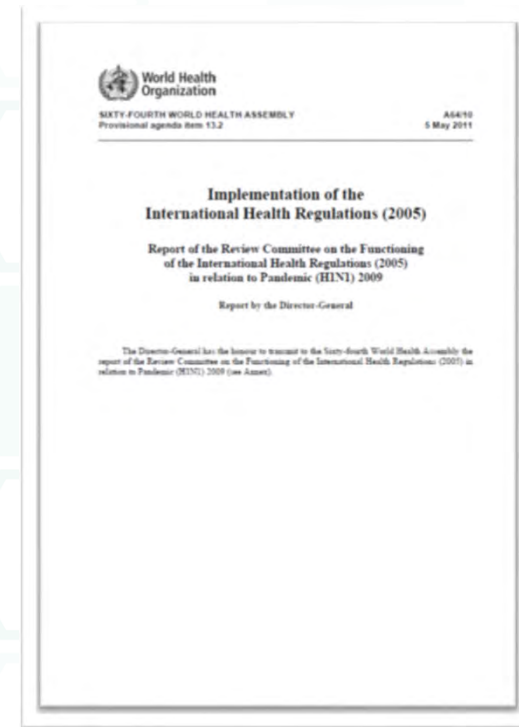 World Health
Organization
SIXTY-FOURTH WORLD HEALTH ASSEMBLY A64/10
Provisional agenda item 13.2 5 May 2011
Implementation of the
International Health Regulations (2005)
Report of the Review Committee on the Functioning
of the International Health Regulations (2005)
in relation to Pandemic (H1N1) 2009
Report by the Director-General
The Director-General has the honour to transmit to the Sixty-fourth World Health Assembly the
report of the Review Committee on the Functioning of the International Health Regulations (2005) in
relation to Pandemic (H1N1) 2009 (see Annex).